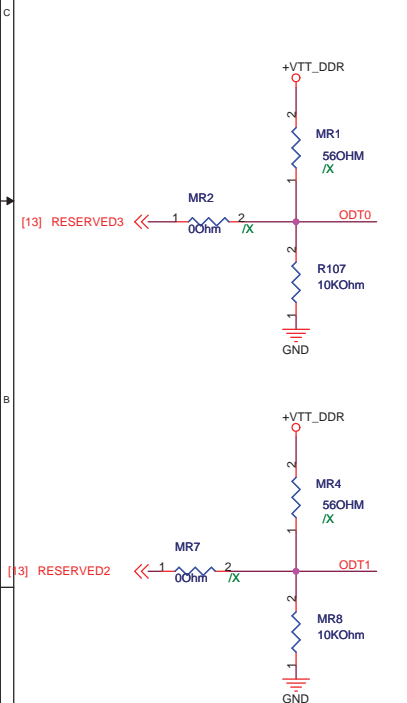 C
+VTT_DDR
2
MR1
56OHM
/X
1
MR2
[13] RESERVED3
1
2
ODT0
0Ohm
/X
2
R107
10KOhm
1
GND
B
+VTT_DDR
2
MR4
56OHM
/X
1
MR7
[13] RESERVED2
1
2
ODT1
0Ohm
/X
2
MR8
10KOhm
1
GND